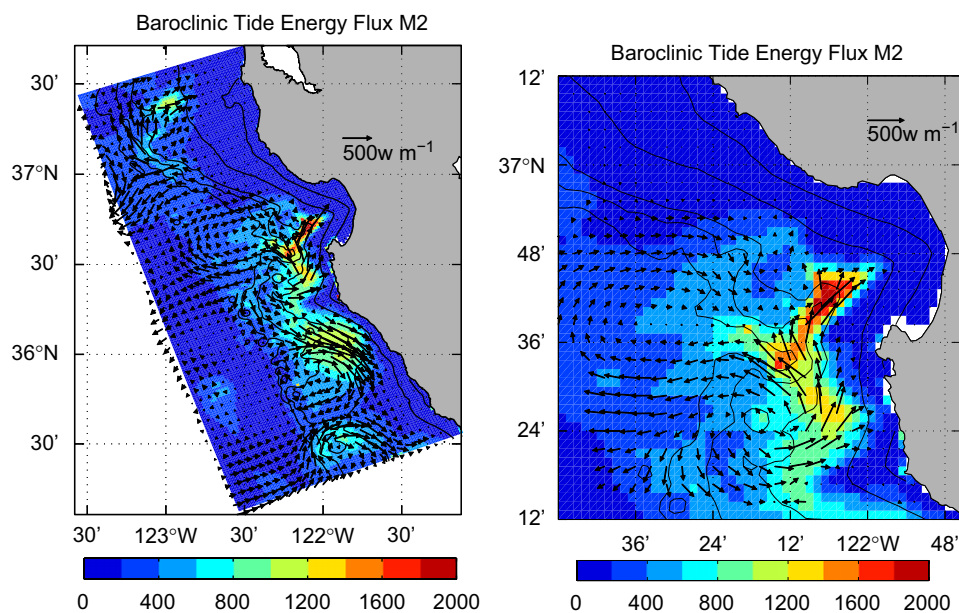 Baroclinic Tide Energy Flux M2
30’
500w m⁻¹
37°N
30’
36°N
30’
30’ 123°W 30’ 122°W 30’
0 400 800 1200 1600 2000
Baroclinic Tide Energy Flux M2
12’
500w m⁻¹
37°N
48’
36’
24’
12’
36’ 24’ 12’ 122°W 48’
0 400 800 1200 1600 2000